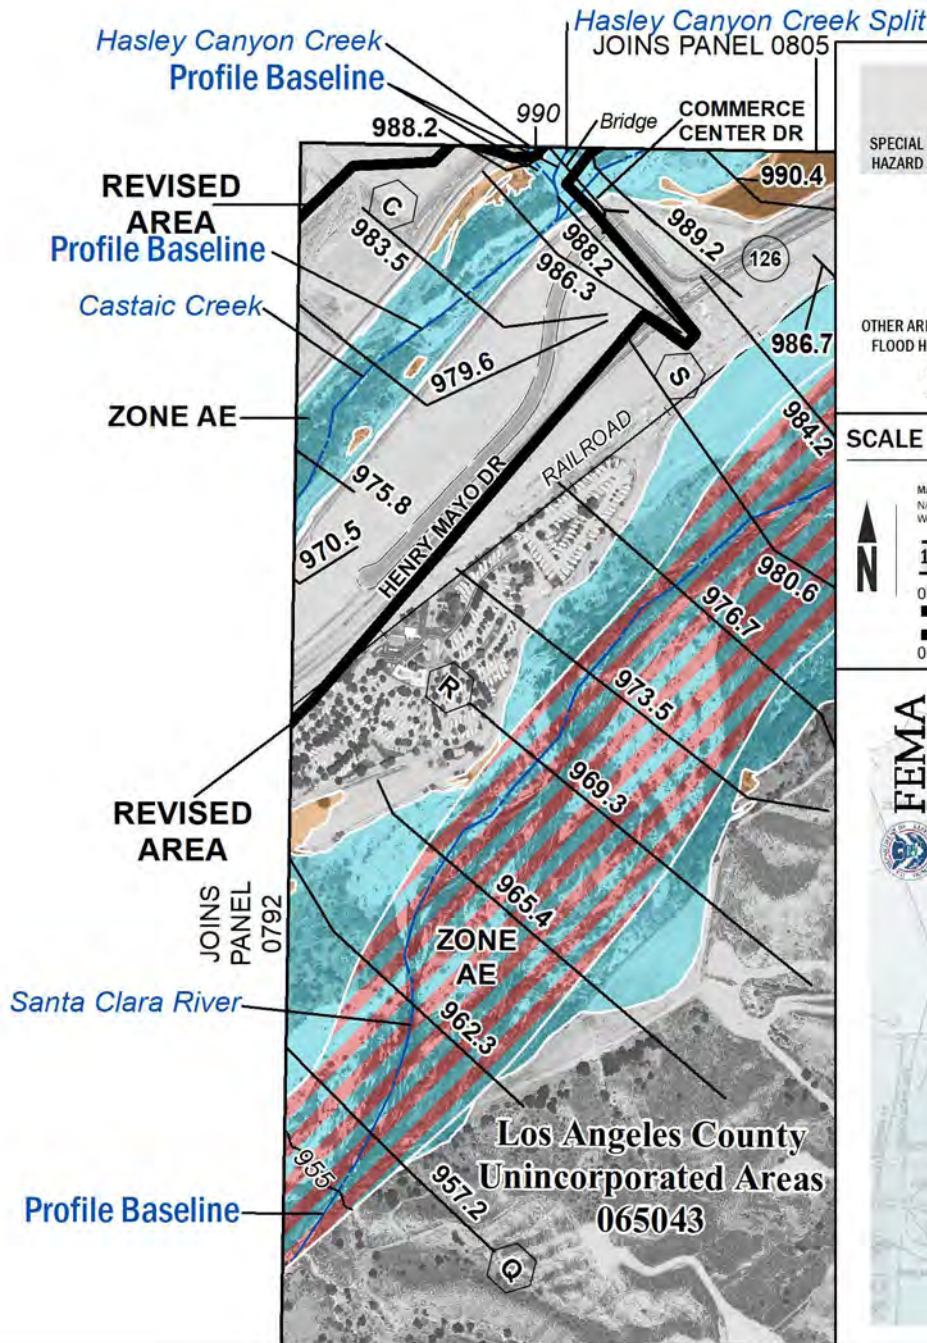 Hasley Canyon Creek Split
Hasley Canyon Creek
JOINS PANEL 0805
Profile Baseline
990
988.2
Bridge
COMMERCE
CENTER DR
SPECIAL
HAZARD
990.4
REVISED
AREA
C
983.5
988.2
989.2
Profile Baseline
986.3
126
Castaic Creek
OTHER ARE
FLOOD H
986.7
979.6
S
ZONE AE
984.2
SCALE
RAILROAD
975.8
HENRY MAYO DR
970.5
N
980.6
976.7
R
973.5
FEMA
969.3
REVISED
AREA
JOINS
PANEL
0792
965.4
ZONE
AE
Santa Clara River
962.3
Los Angeles County
Unincorporated Areas
065043
955
957.2
Profile Baseline
Q